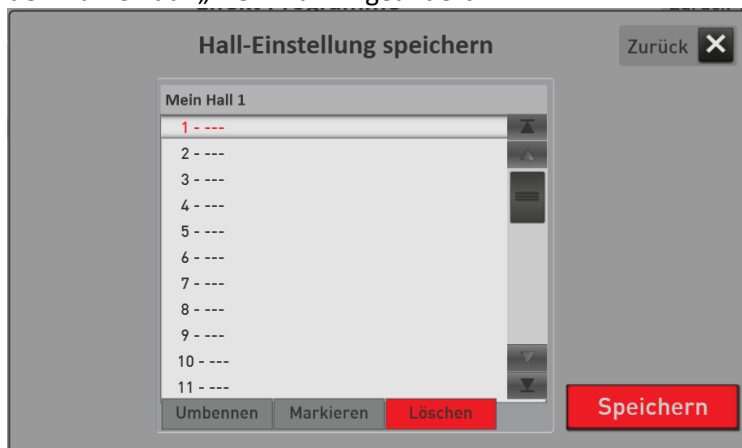 Hall-Einstellung speichern
Zurück
Mein Hall 1
1 - ---
2 - ---
3 - ---
4 - ---
5 - ---
6 - ---
7 - ---
8 - ---
9 - ---
10 - ---
11 - ---
Umbennen Markieren Löschen
Speichern